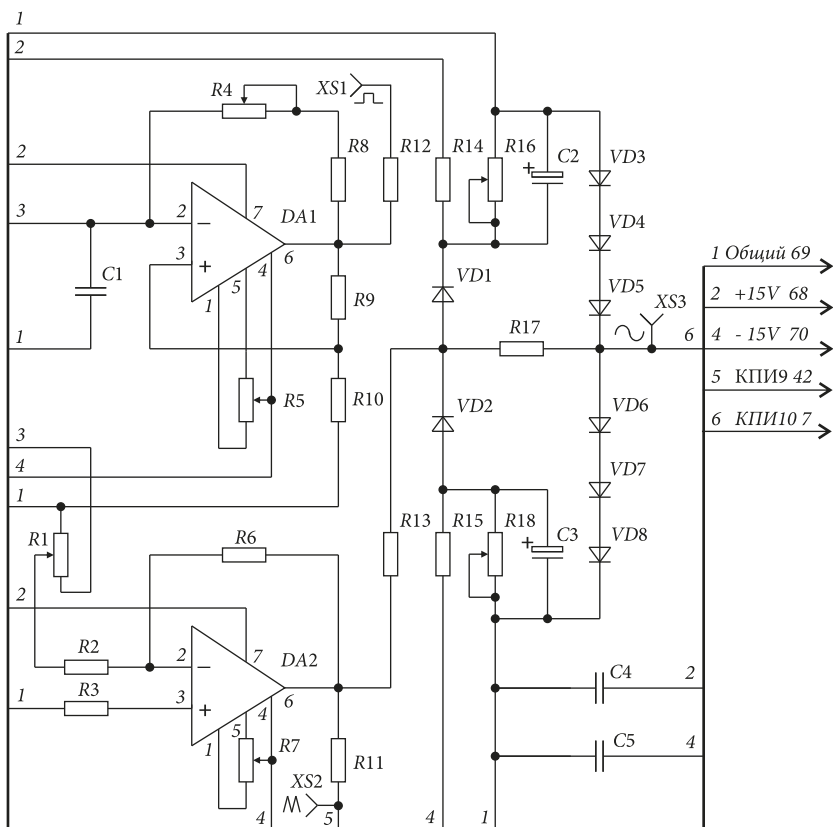 1
2
R4
XS1
2
R8
R12
R14
R16
C2
VD3
3
2
7
DA1
VD4
3
4
6
1 Общий 69
C1
5
VD1
VD5
XS3
2 +15V 68
1
R9
1
R17
6
4 - 15V 70
5 КПИ9 42
R5
R10
VD2
VD6
6 КПИ10 7
3
4
VD7
1
R1
R6
R13
R15
R18
C3
VD8
2
R2
2
7
DA2
1
R3
3
6
C4
2
4
5
1
R7
R11
C5
4
XS2
4
5
4
1